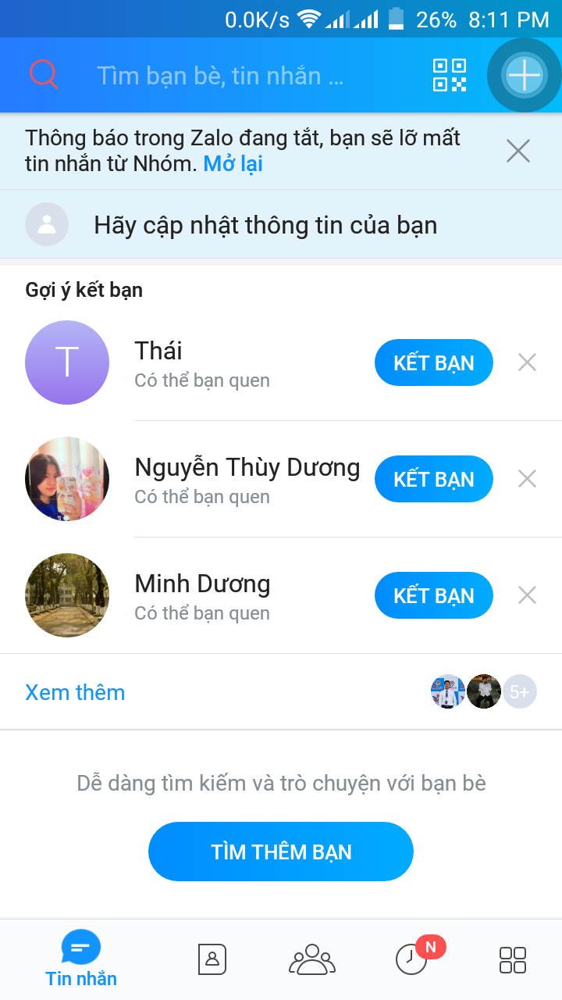 0.0K/s 26% 8:11 PM
Tìm bạn bè, tin nhắn ...
Thông báo trong Zalo đang tắt, bạn sẽ lỡ mất
tin nhắn từ Nhóm. Mở lại
Hãy cập nhật thông tin của bạn
Gợi ý kết bạn
T
Thái
Có thể bạn quen
KẾT BẠN
Nguyễn Thùy Dương
Có thể bạn quen
KẾT BẠN
Minh Dương
Có thể bạn quen
KẾT BẠN
Xem thêm
5+
Dễ dàng tìm kiếm và trò chuyện với bạn bè
TÌM THÊM BẠN
N
Tin nhắn